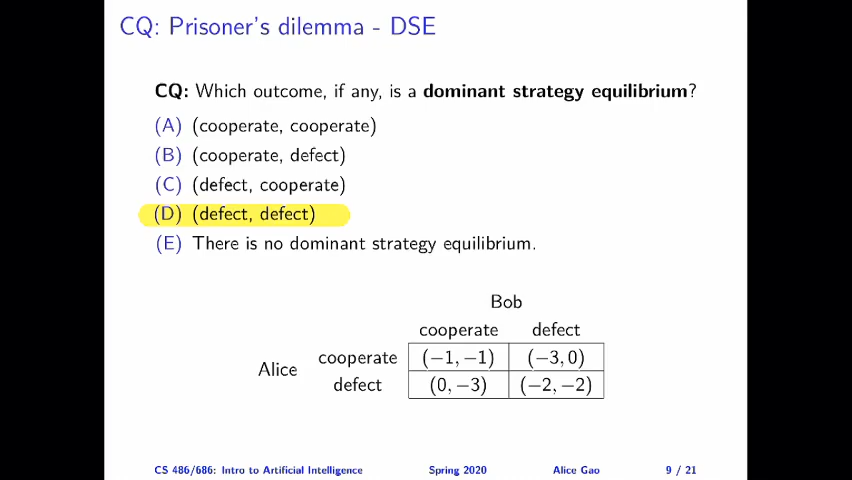 CQ: Prisoner's dilemma - DSE
CQ: Which outcome, if any, is a dominant strategy equilibrium?
(A) (cooperate, cooperate)
(B) (cooperate, defect)
(C) (defect, cooperate)
(D) (defect, defect)
(E) There is no dominant strategy equilibrium.
Bob
cooperate defect
Alice cooperate (−1, −1) (−3, 0)
defect (0, −3) (−2, −2)
CS 486/686: Intro to Artificial Intelligence Spring 2020 Alice Gao 9 / 21